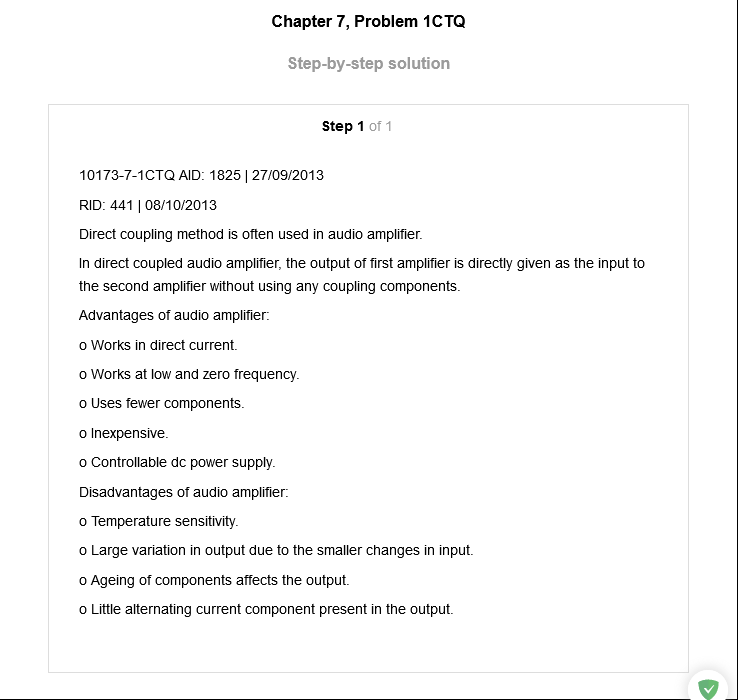 Chapter 7, Problem 1CTQ
Step-by-step solution
Step 1 of 1
10173-7-1CTQ AID: 1825 | 27/09/2013
RID: 441 | 08/10/2013
Direct coupling method is often used in audio amplifier.
In direct coupled audio amplifier, the output of first amplifier is directly given as the input to
the second amplifier without using any coupling components.
Advantages of audio amplifier:
o Works in direct current.
o Works at low and zero frequency.
o Uses fewer components.
o Inexpensive.
o Controllable dc power supply.
Disadvantages of audio amplifier:
o Temperature sensitivity.
o Large variation in output due to the smaller changes in input.
o Ageing of components affects the output.
o Little alternating current component present in the output.